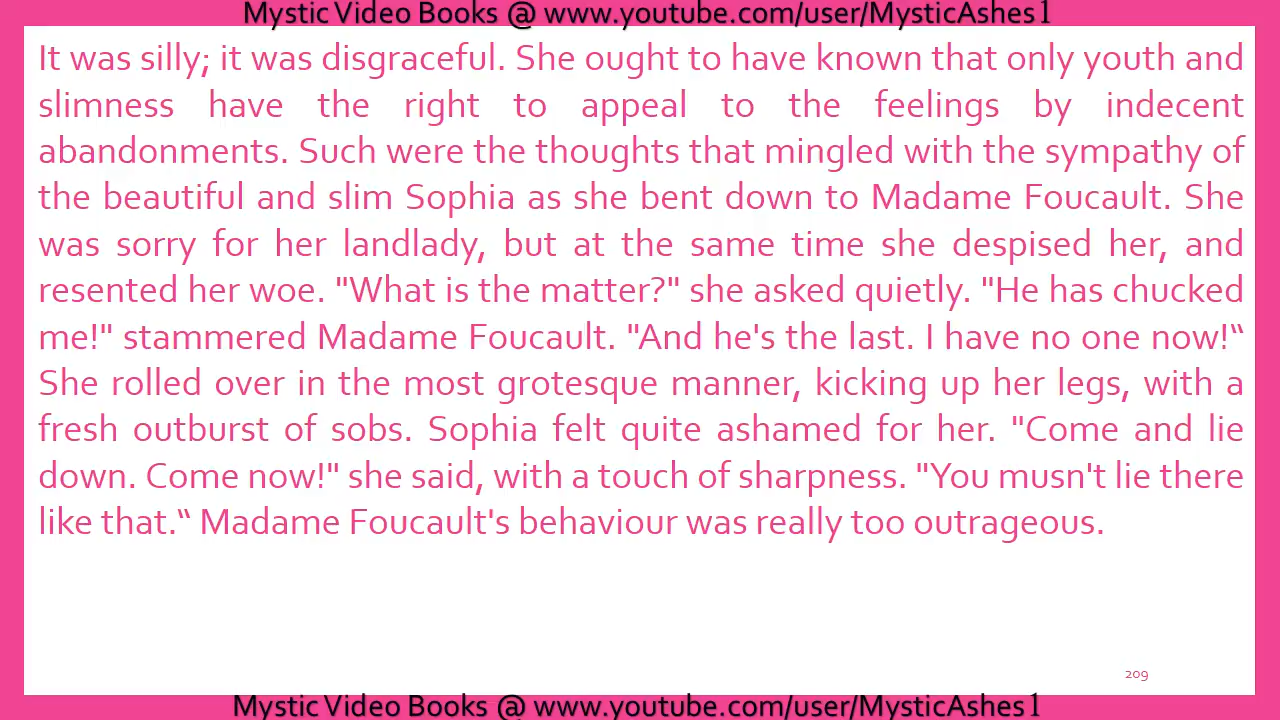 Mystic Video Books @ www.youtube.com/user/MysticAshes1
It was silly; it was disgraceful. She ought to have known that only youth and
slimness have the right to appeal to the feelings by indecent
abandonments. Such were the thoughts that mingled with the sympathy of
the beautiful and slim Sophia as she bent down to Madame Foucault. She
was sorry for her landlady, but at the same time she despised her, and
resented her woe. "What is the matter?" she asked quietly. "He has chucked
me!" stammered Madame Foucault. "And he's the last. I have no one now!“
She rolled over in the most grotesque manner, kicking up her legs, with a
fresh outburst of sobs. Sophia felt quite ashamed for her. "Come and lie
down. Come now!" she said, with a touch of sharpness. "You musn't lie there
like that.“ Madame Foucault's behaviour was really too outrageous.
209
Mystic Video Books @ www.youtube.com/user/MysticAshes1